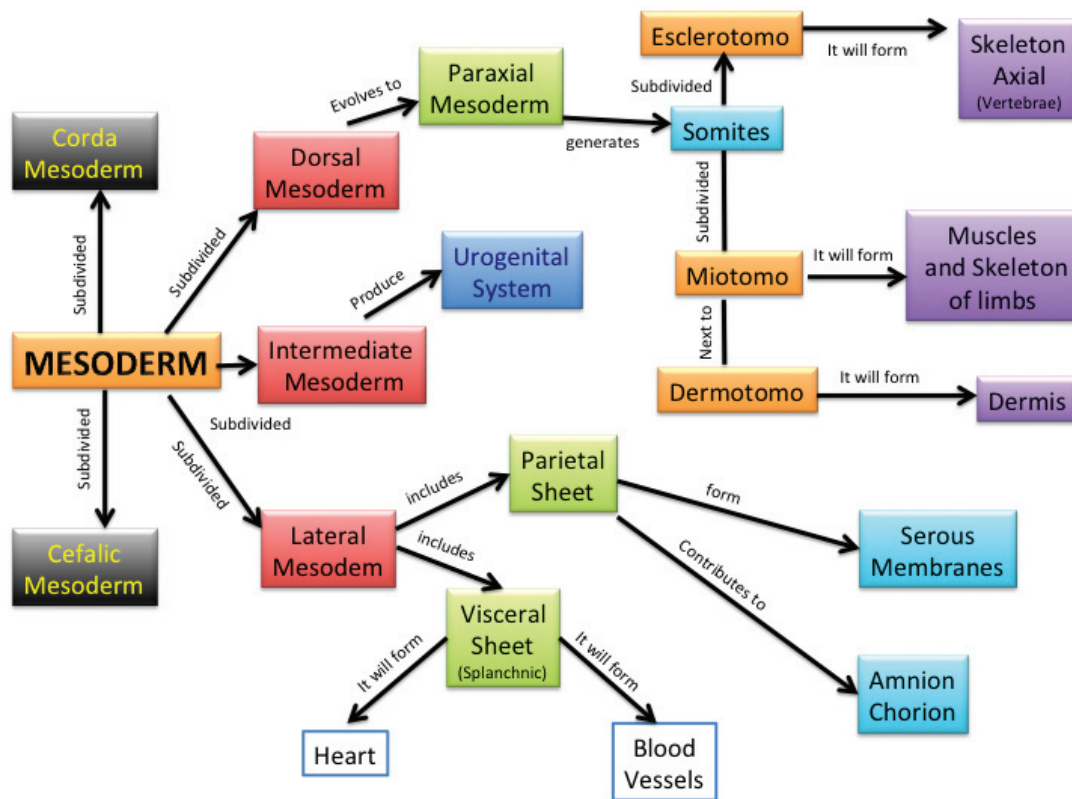 Esclerotomo
It will form
Skeleton
Axial
(Vertebrae)
Subdivided
Evolves to
Paraxial
Mesoderm
generates
Somites
Corda
Mesoderm
Dorsal
Mesoderm
Subdivided
Subdivided
Subdivided
Urogenital
System
Produce
Miotomo
It will form
Muscles
and Skeleton
of limbs
MESODERM
Intermediate
Mesoderm
Next to
Dermotomo
It will form
Dermis
Subdivided
Subdivided
Subdivided
Parietal
Sheet
includes
form
Cefalic
Mesoderm
Lateral
Mesodem
includes
Contributes to
Serous
Membranes
Visceral
Sheet
(Splanchnic)
It will form
It will form
Amnion
Chorion
Heart
Blood
Vessels